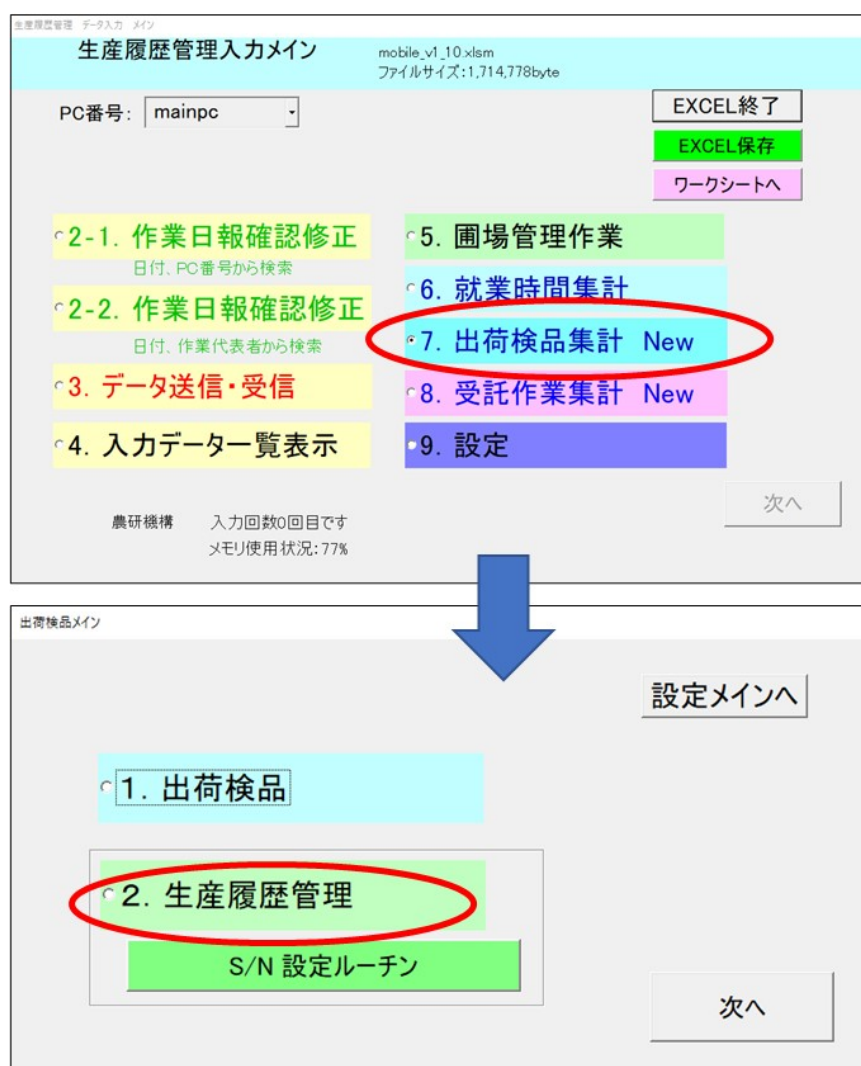 生産履歴管理 データ入力 メイン
生産履歴管理入力メイン
mobile_v1_10.xlsm
ファイルサイズ:1,714,778byte
PC番号: mainpc
EXCEL終了
EXCEL保存
ワークシートへ
2-1. 作業日報確認修正
日付、PC番号から検索
2-2. 作業日報確認修正
日付、作業代表者から検索
3. データ送信・受信
4. 入力データ一覧表示
5. 圃場管理作業
6. 就業時間集計
7. 出荷検品集計 New
8. 受託作業集計 New
9. 設定
次へ
農研機構 入力回数0回目です
メモリ使用状況:77%
出荷検品メイン
設定メインへ
1. 出荷検品
2. 生産履歴管理
S/N 設定ルーチン
次へ